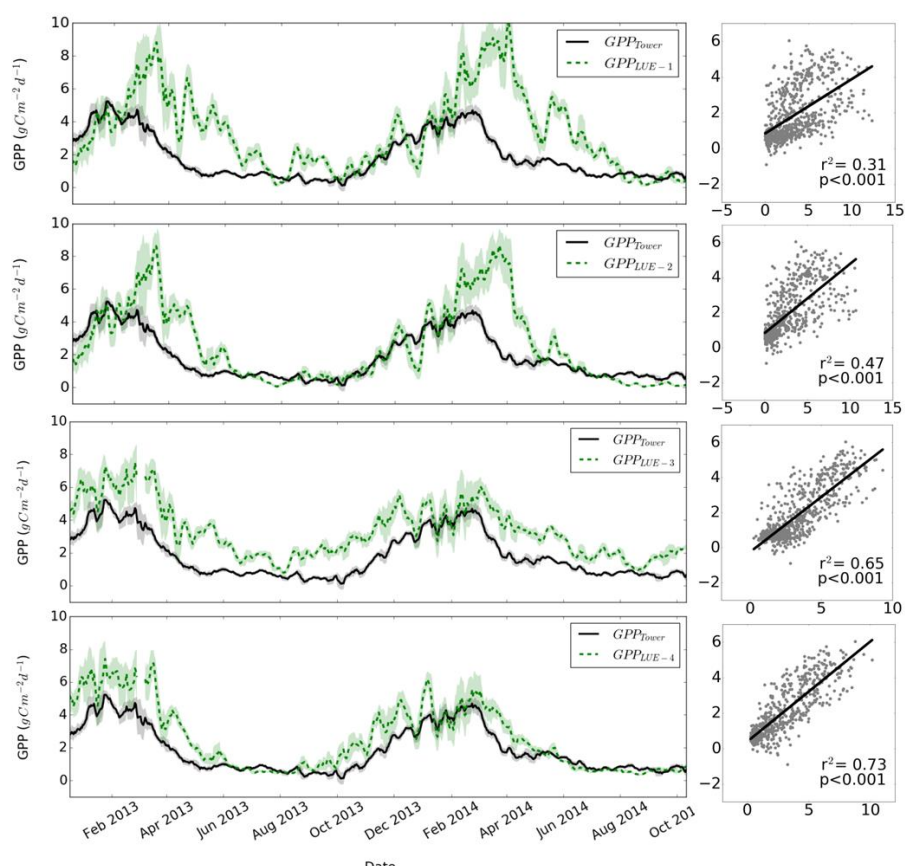 10
8
6
4
2
0
GPP (gCm⁻²d⁻¹)
GPP_Tower
GPP_LUE-1
6
4
2
0
−2
−5 0 5 10 15
r² = 0.31
p<0.001
10
8
6
4
2
0
GPP (gCm⁻²d⁻¹)
GPP_Tower
GPP_LUE-2
6
4
2
0
−2
−5 0 5 10 15
r² = 0.47
p<0.001
10
8
6
4
2
0
GPP (gCm⁻²d⁻¹)
GPP_Tower
GPP_LUE-3
6
4
2
0
−2
0 5 10
r² = 0.65
p<0.001
10
8
6
4
2
0
GPP (gCm⁻²d⁻¹)
GPP_Tower
GPP_LUE-4
6
4
2
0
−2
0 5 10
r² = 0.73
p<0.001
Feb 2013 Apr 2013 Jun 2013 Aug 2013 Oct 2013 Dec 2013 Feb 2014 Apr 2014 Jun 2014 Aug 2014 Oct 201